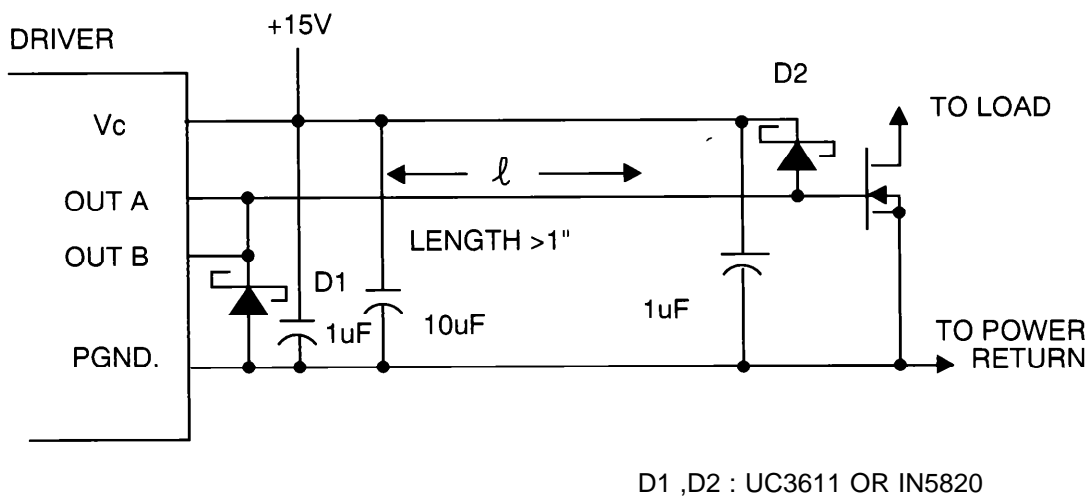 +15V
DRIVER
D2
Vc
TO LOAD
ℓ
OUT A
LENGTH >1"
OUT B
D1
1uF
10uF
1uF
PGND.
TO POWER
RETURN
D1 ,D2 : UC3611 OR IN5820